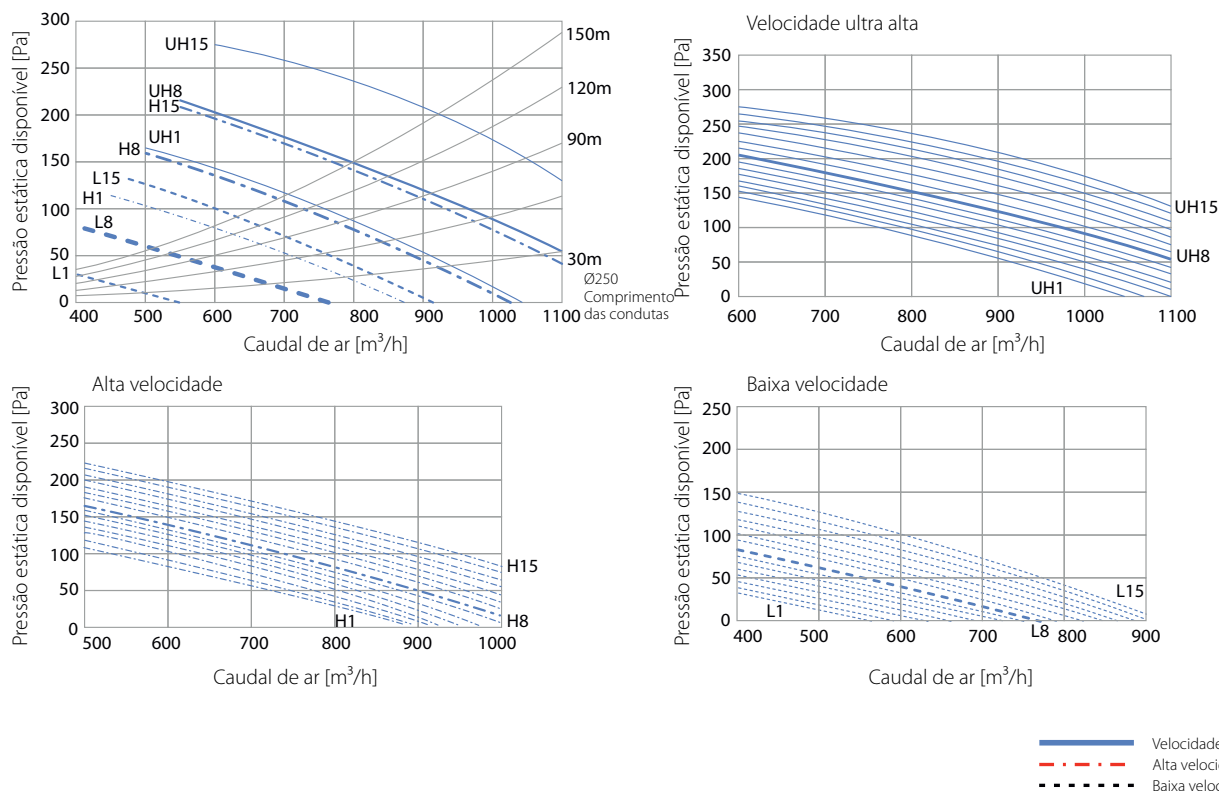 Pressão estática disponível [Pa]
300
250
200
150
100
50
0
UH15
UH8
H15
UH1
H8
L15
H1
L8
L1
150m
120m
90m
30m
Ø250
Comprimento
das condutas
400 500 600 700 800 900 1000 1100
Caudal de ar [m³/h]
Velocidade ultra alta
Pressão estática disponível [Pa]
350
300
250
200
150
100
50
0
UH15
UH8
UH1
600 700 800 900 1000 1100
Caudal de ar [m³/h]
Alta velocidade
Pressão estática disponível [Pa]
300
250
200
150
100
50
0
H15
H1
H8
500 600 700 800 900 1000
Caudal de ar [m³/h]
Baixa velocidade
Pressão estática disponível [Pa]
250
200
150
100
50
0
L15
L1
L8
400 500 600 700 800 900
Caudal de ar [m³/h]
Velocidade
Alta veloci
Baixa veloc